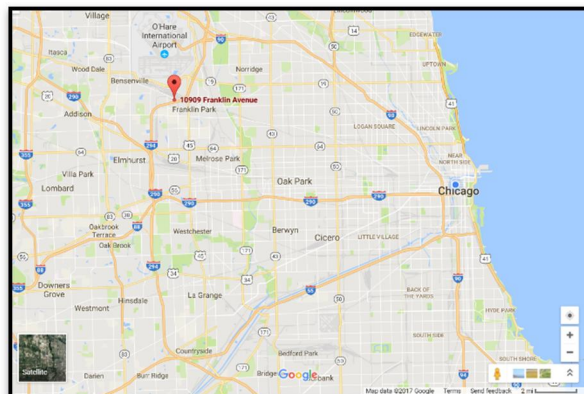 Village
O'Hare
International
Airport
EDGEWATER
Itasca
Wood Dale
Bensenville
Norridge
UPTOWN
10909 Franklin Avenue
Franklin Park
Addison
LOGAN SQUARE
LINCOLN PARK
Elmhurst
Melrose Park
NEAR
NORTH SIDE
Villa Park
Lombard
Oak Park
Chicago
Oakbrook
Terrace
Oak Brook
Westchester
Berwyn
Cicero
LITTLE VILLAGE
Downers
Grove
Hinsdale
La Grange
BACK OF
THE YARDS
Westmont
HYDE PARK
Countryside
SOUTH SIDE
Satellite
Bedford Park
SOUTH SHORE
Darien
Burr Ridge
Google
Map data ©2017 Google Terms Send feedback 2 mi